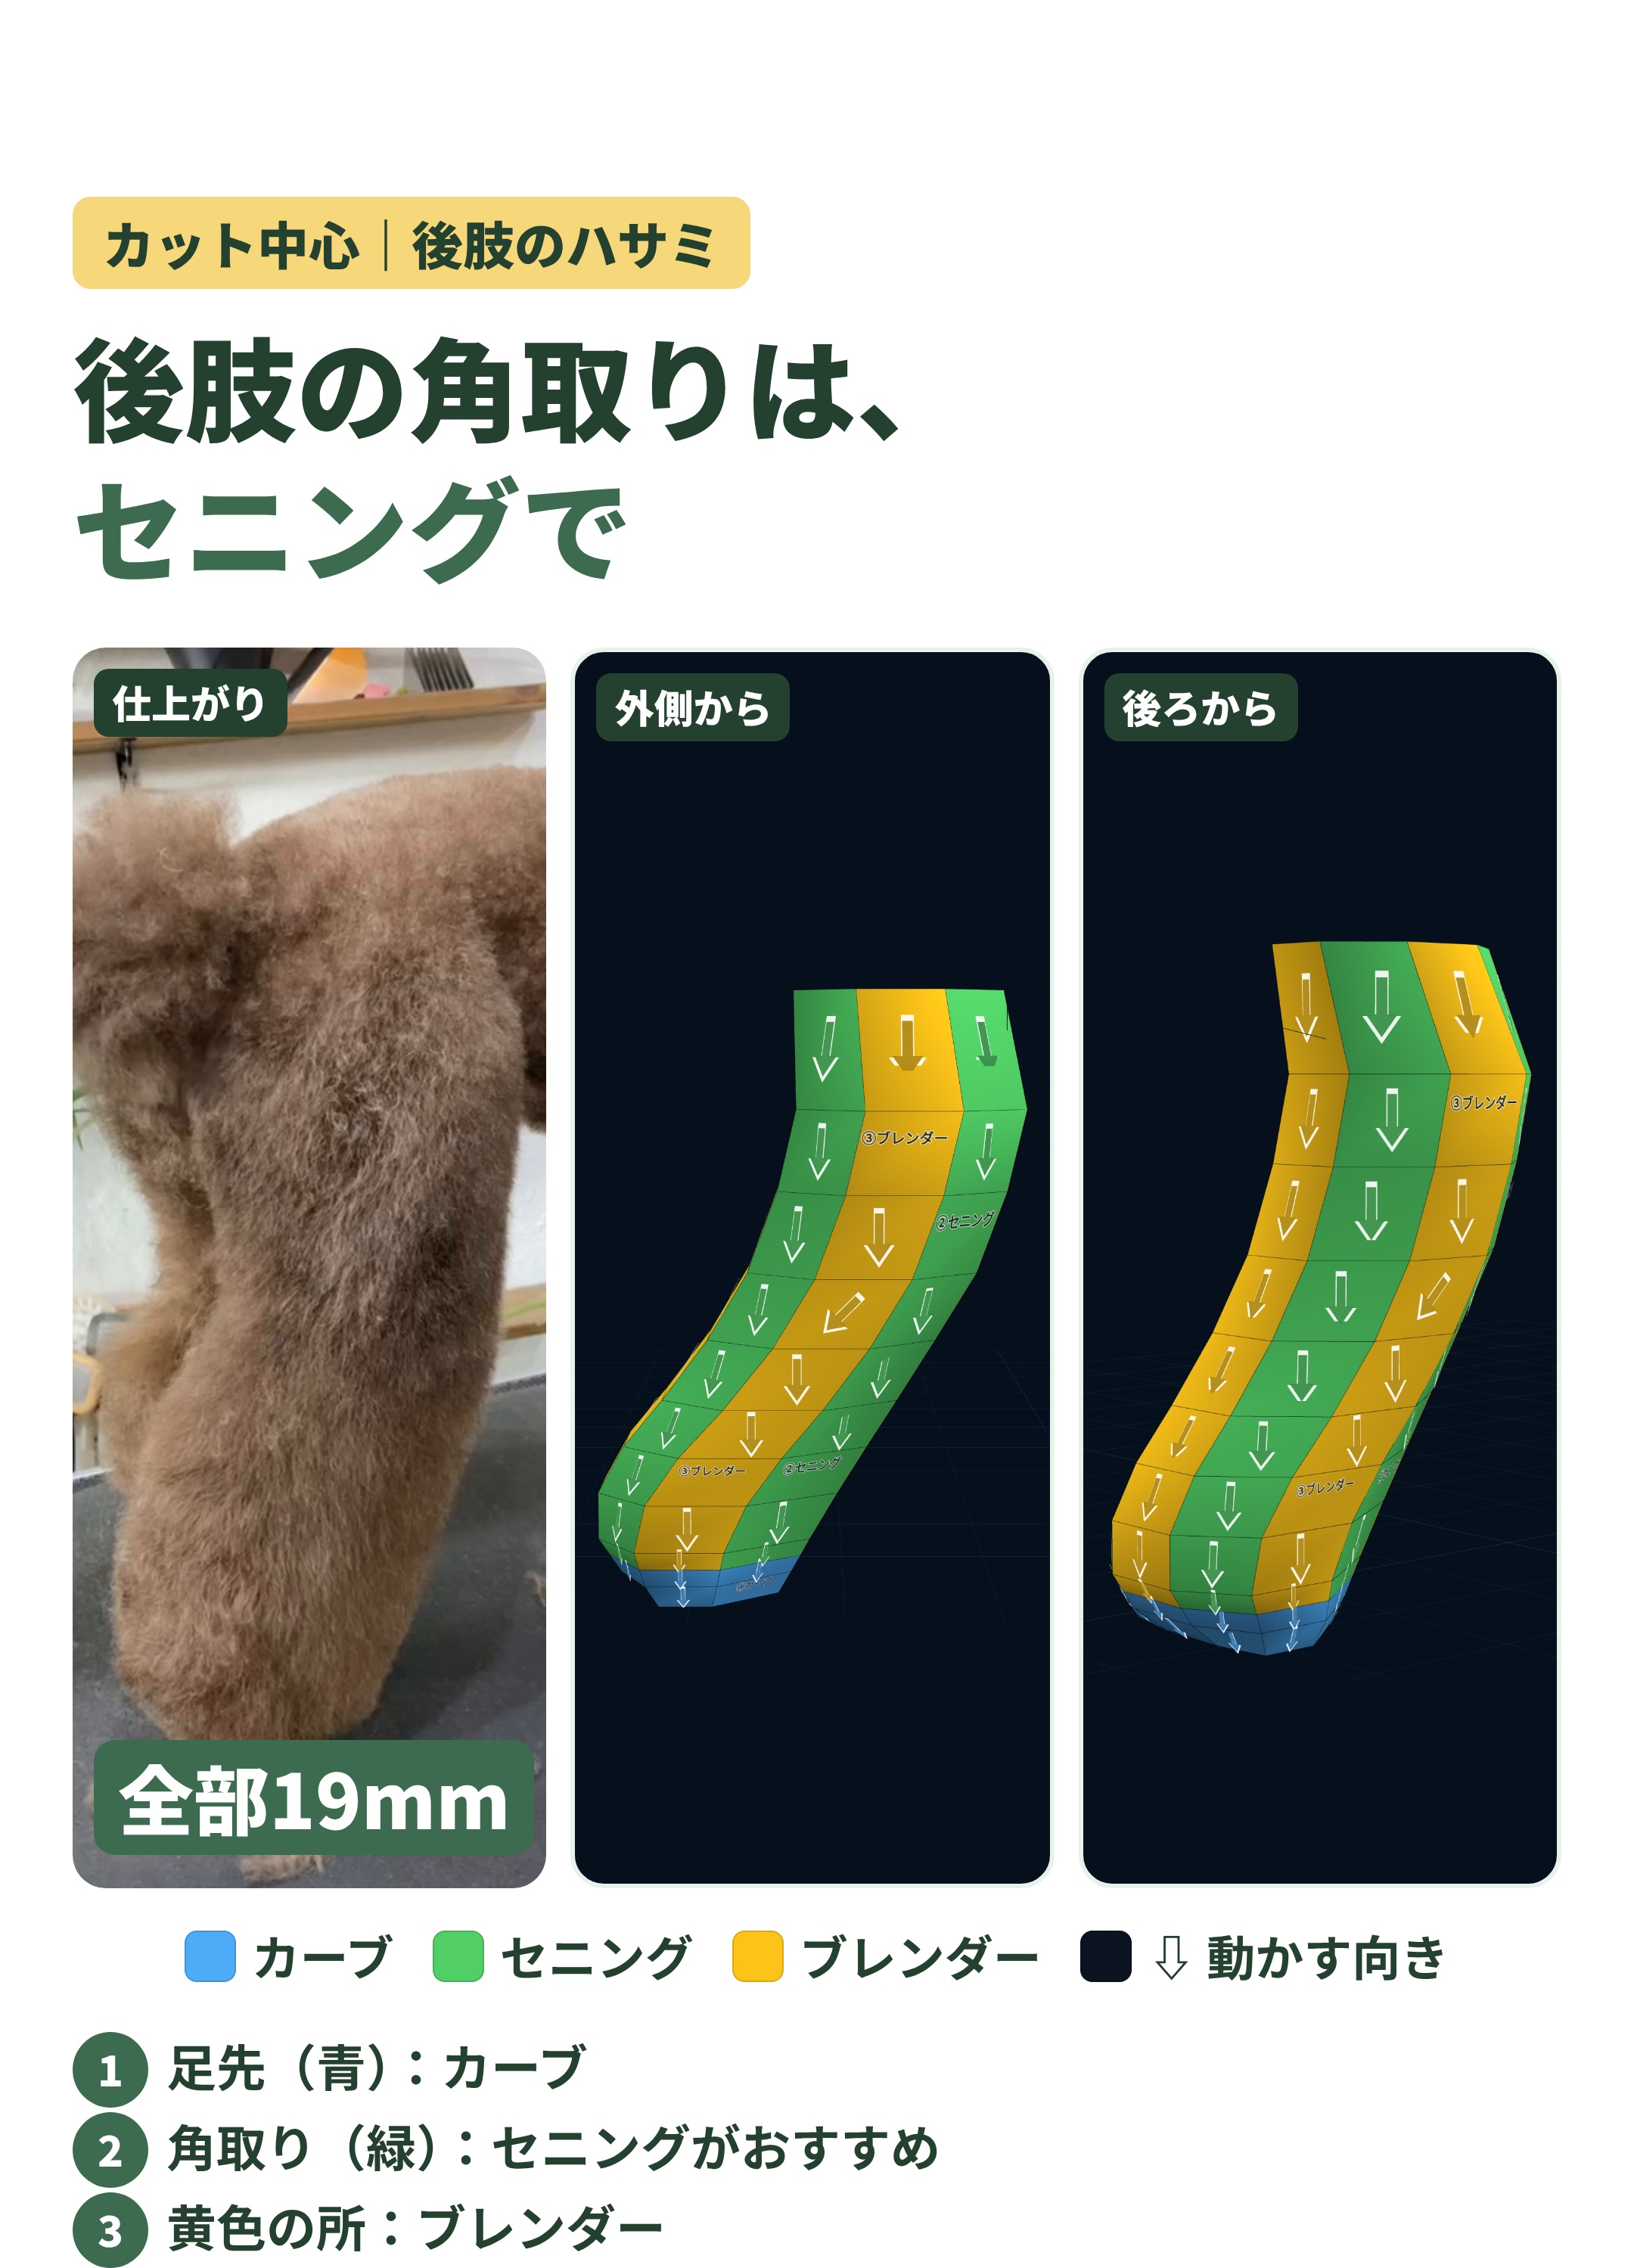 カット中心｜後肢のハサミ
後肢の角取りは、
セニングで
仕上がり
全部19mm
外側から
③ブレンダー
②セニング
③ブレンダー
②セニング
後ろから
③ブレンダー
③ブレンダー
カーブ
セニング
ブレンダー
⇩ 動かす向き
1 足先（青）：カーブ
2 角取り（緑）：セニングがおすすめ
3 黄色の所：ブレンダー